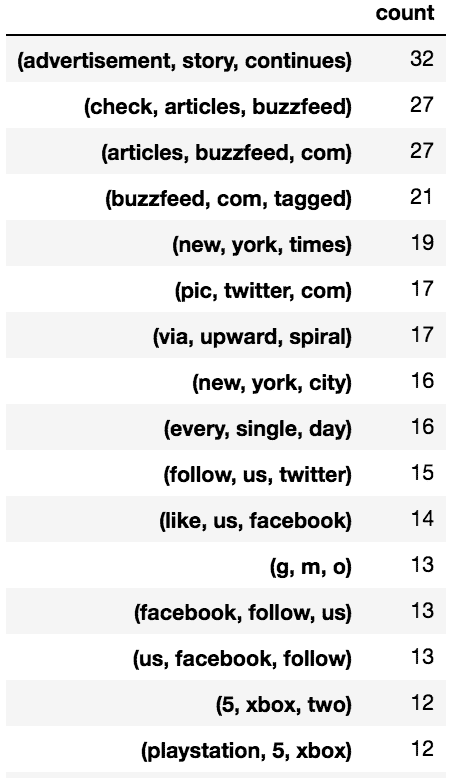 count
(advertisement, story, continues) 32
(check, articles, buzzfeed) 27
(articles, buzzfeed, com) 27
(buzzfeed, com, tagged) 21
(new, york, times) 19
(pic, twitter, com) 17
(via, upward, spiral) 17
(new, york, city) 16
(every, single, day) 16
(follow, us, twitter) 15
(like, us, facebook) 14
(g, m, o) 13
(facebook, follow, us) 13
(us, facebook, follow) 13
(5, xbox, two) 12
(playstation, 5, xbox) 12